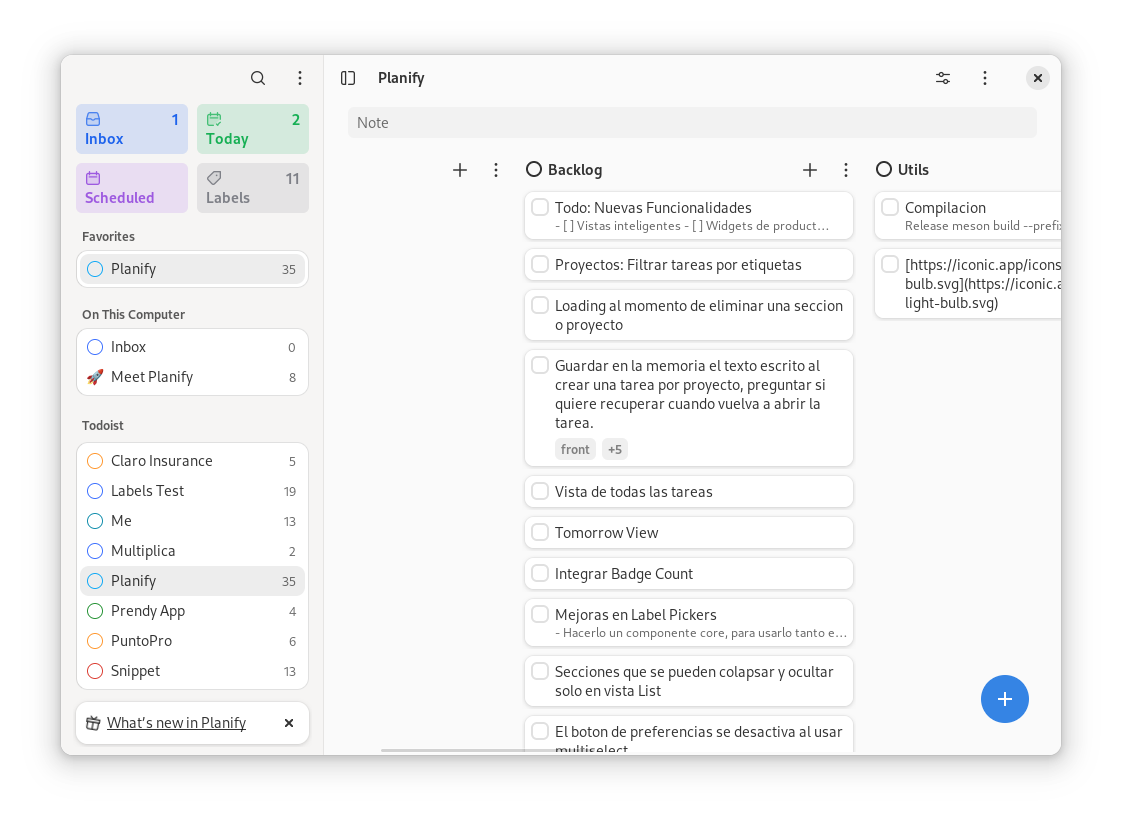 Planify
Inbox 1
Today 2
Scheduled
Labels 11
Favorites
Planify 35
On This Computer
Inbox 0
Meet Planify 8
Todoist
Claro Insurance 5
Labels Test 19
Me 13
Multiplica 2
Planify 35
Prendy App 4
PuntoPro 6
Snippet 13
What's new in Planify
Note
Backlog
Todo: Nuevas Funcionalidades
- [ ] Vistas inteligentes - [ ] Widgets de product…
Proyectos: Filtrar tareas por etiquetas
Loading al momento de eliminar una seccion
o proyecto
Guardar en la memoria el texto escrito al
crear una tarea por proyecto, preguntar si
quiere recuperar cuando vuelva a abrir la
tarea.
front +5
Vista de todas las tareas
Tomorrow View
Integrar Badge Count
Mejoras en Label Pickers
- Hacerlo un componente core, para usarlo tanto e…
Secciones que se pueden colapsar y ocultar
solo en vista List
El boton de preferencias se desactiva al usar
multiselect
Utils
Compilacion
Release meson build --prefix
[https://iconic.app/icons
bulb.svg](https://iconic.a
light-bulb.svg)